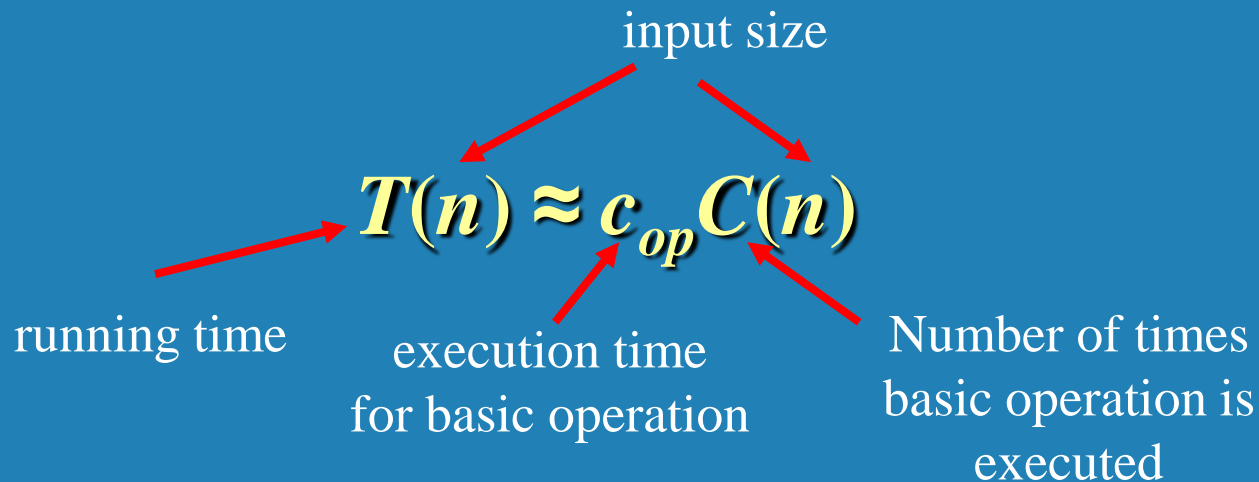 input size
T(n) ≈ c_op C(n)
running time
execution time
for basic operation
Number of times
basic operation is
executed